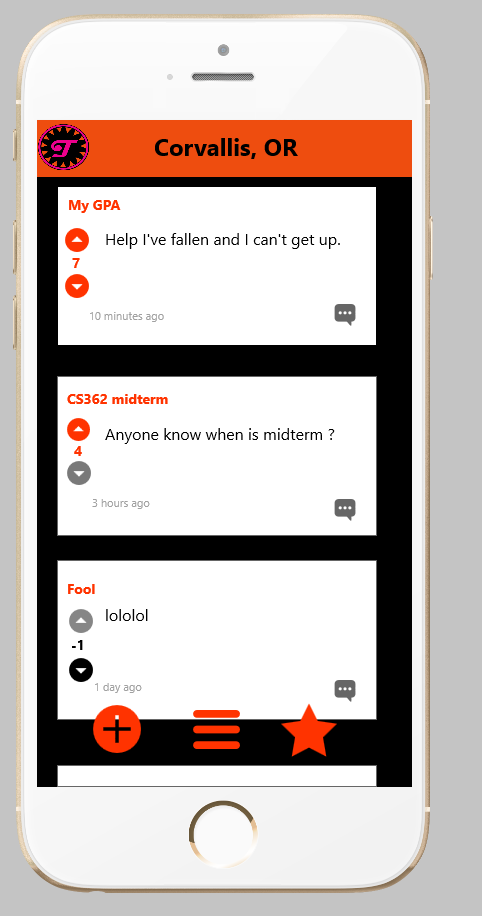 T
Corvallis, OR
My GPA
Help I've fallen and I can't get up.
7
10 minutes ago
CS362 midterm
Anyone know when is midterm ?
4
3 hours ago
Fool
lololol
-1
1 day ago